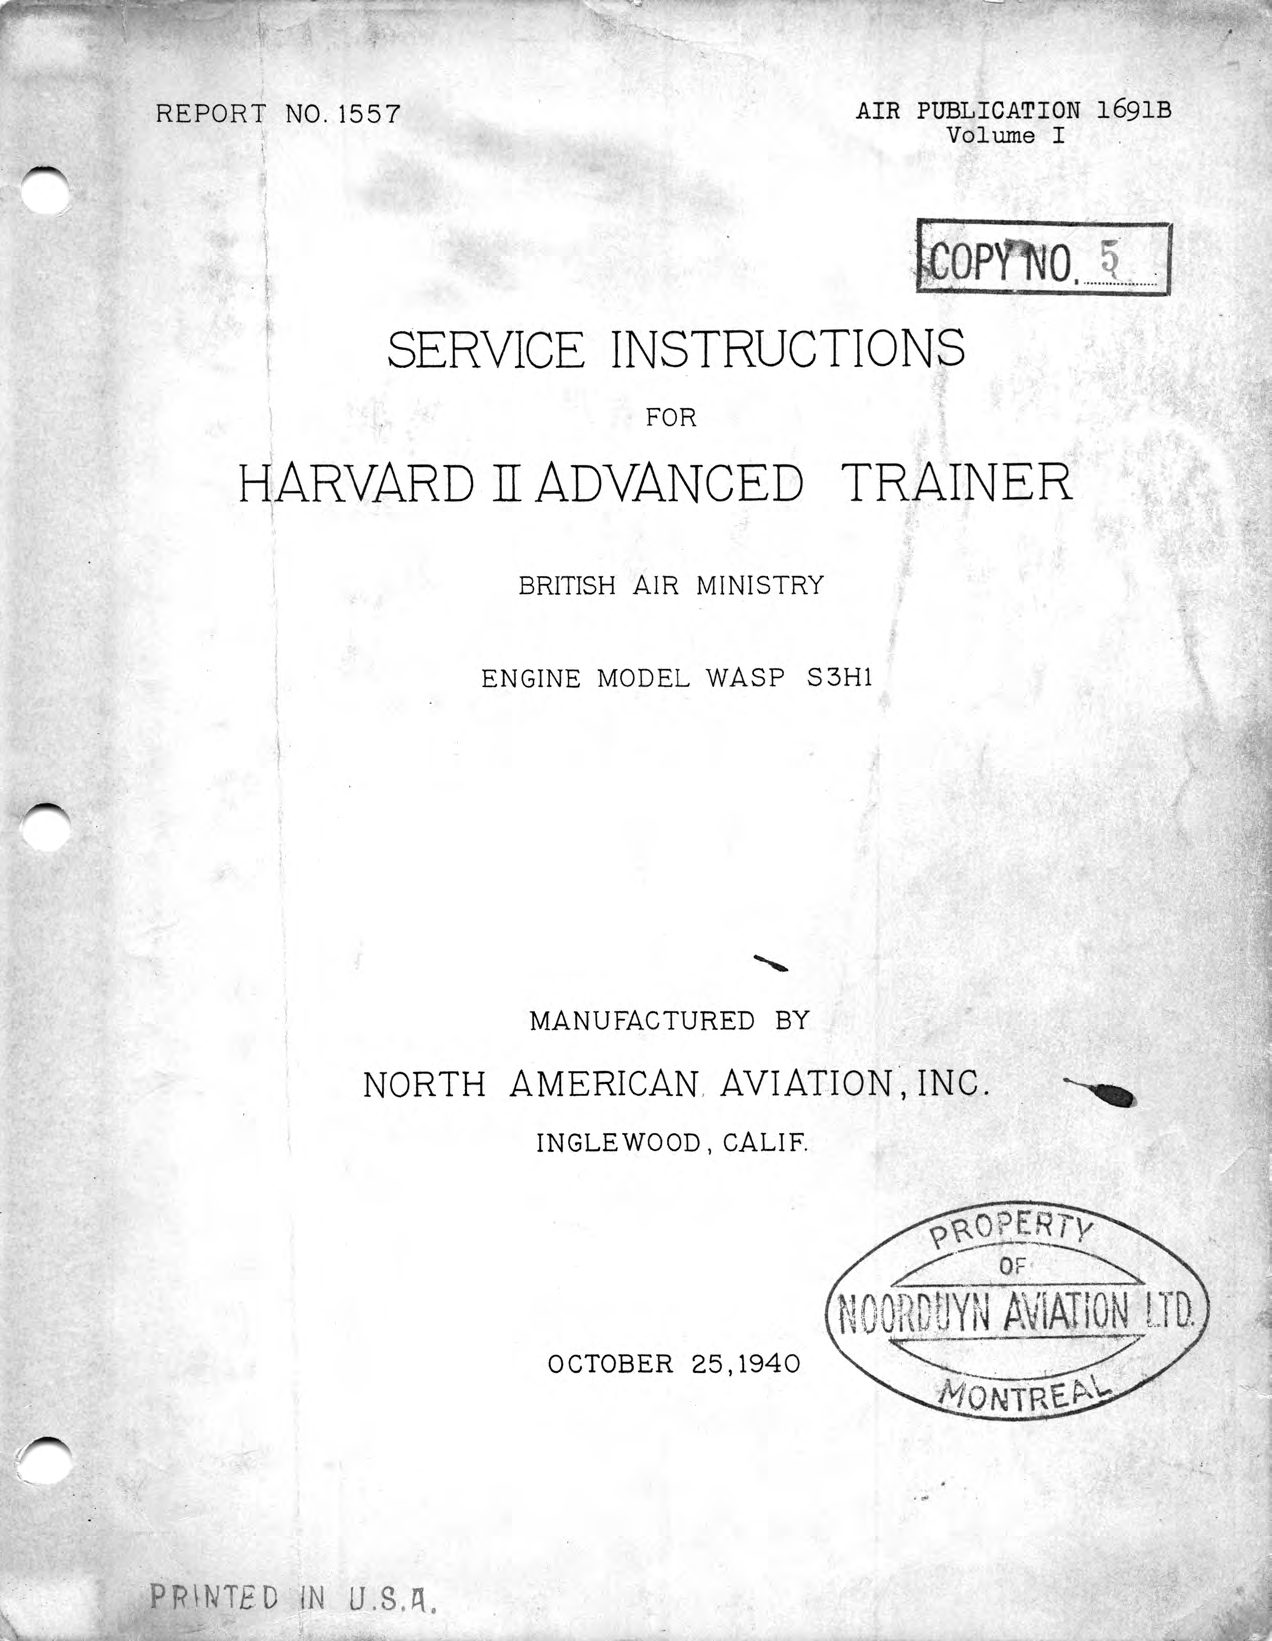 REPORT NO. 1557
AIR PUBLICATION 1691B
Volume I
COPY NO. 5
SERVICE INSTRUCTIONS
FOR
HARVARD II ADVANCED TRAINER
BRITISH AIR MINISTRY
ENGINE MODEL WASP S3H1
MANUFACTURED BY
NORTH AMERICAN AVIATION, INC.
INGLEWOOD, CALIF.
PROPERTY
OF
NOORDUYN AVIATION LTD.
MONTREAL
OCTOBER 25, 1940
PRINTED IN U.S.A.